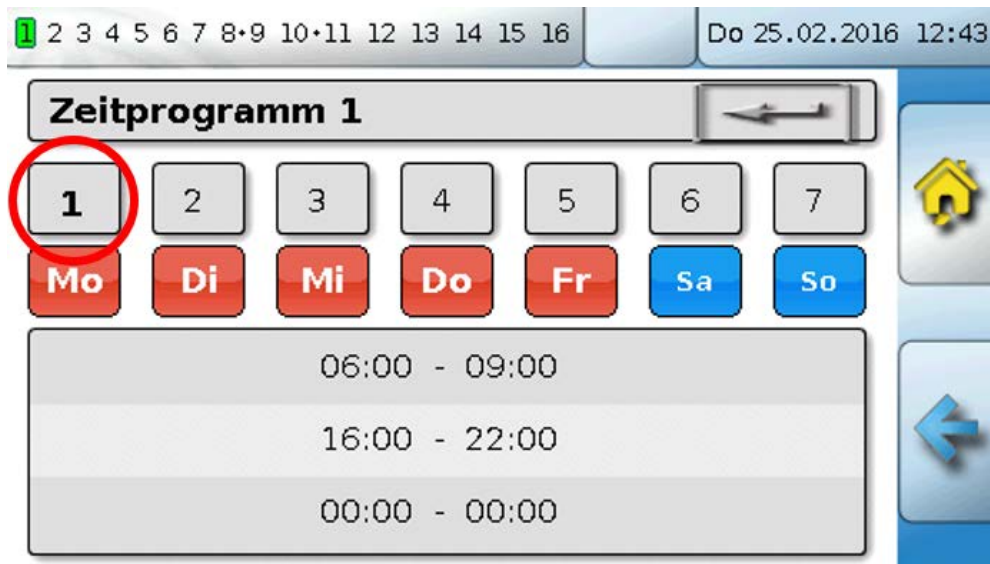 1 2 3 4 5 6 7 8•9 10•11 12 13 14 15 16 Do 25.02.2016 12:43
Zeitprogramm 1
1 2 3 4 5 6 7
Mo Di Mi Do Fr Sa So
06:00 - 09:00
16:00 - 22:00
00:00 - 00:00